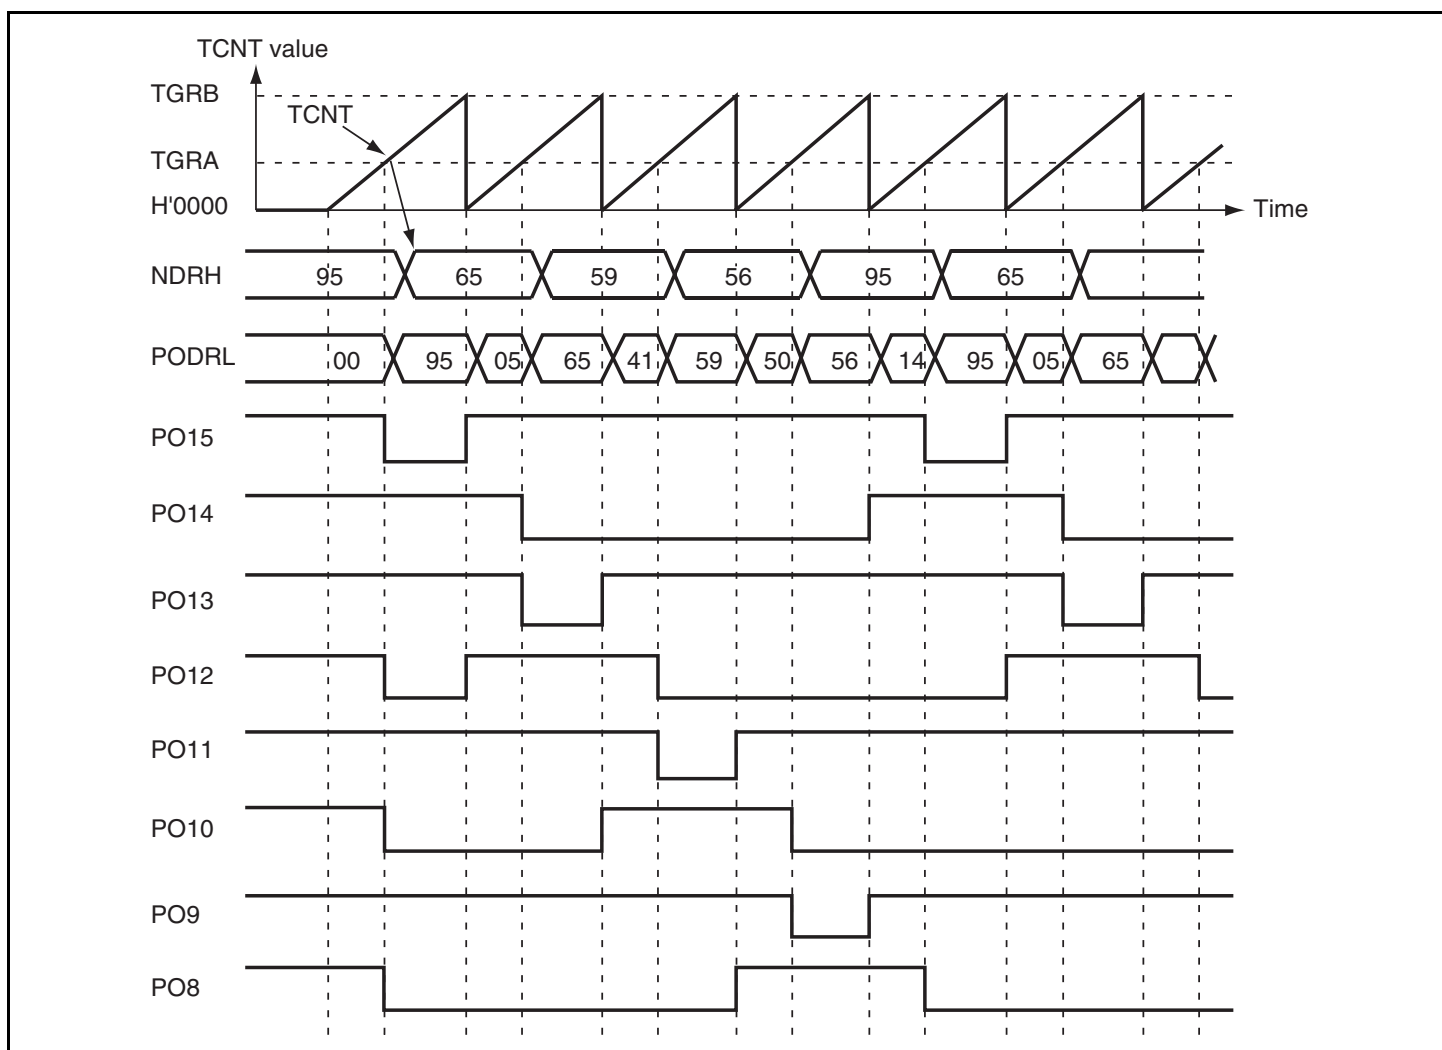 TCNT value
TGRB
TCNT
TGRA
H'0000
Time
NDRH 95 65 59 56 95 65
PODRL 00 95 05 65 41 59 50 56 14 95 05 65
PO15
PO14
PO13
PO12
PO11
PO10
PO9
PO8